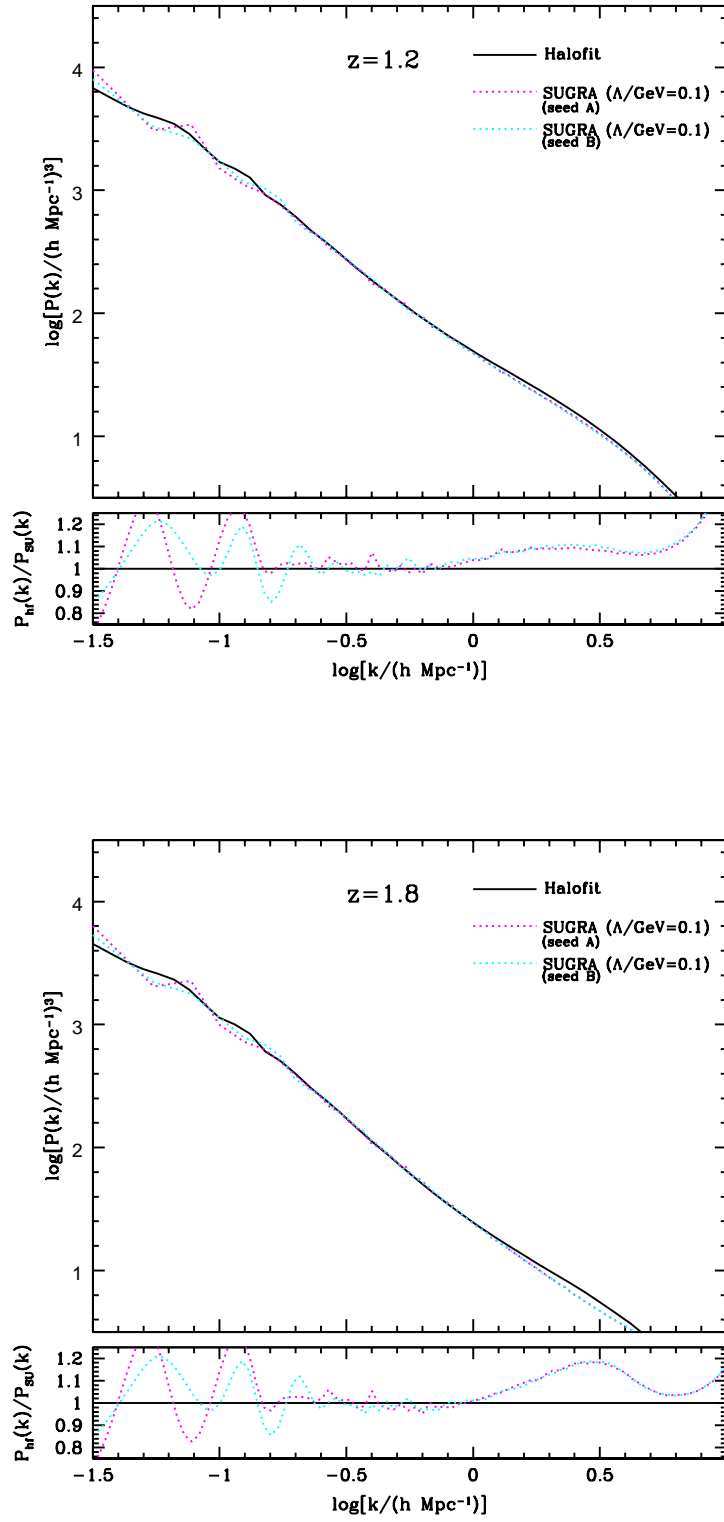 z=1.2
Halofit
SUGRA (Λ/GeV=0.1)
(seed A)
SUGRA (Λ/GeV=0.1)
(seed B)
4
3
2
1
log[P(k)/(h Mpc⁻¹)³]
1.2
1.1
1
0.9
0.8
P_hf(k)/P_SU(k)
−1.5 −1 −0.5 0 0.5
log[k/(h Mpc⁻¹)]
z=1.8
Halofit
SUGRA (Λ/GeV=0.1)
(seed A)
SUGRA (Λ/GeV=0.1)
(seed B)
4
3
2
1
log[P(k)/(h Mpc⁻¹)³]
1.2
1.1
1
0.9
0.8
P_hf(k)/P_SU(k)
−1.5 −1 −0.5 0 0.5
log[k/(h Mpc⁻¹)]